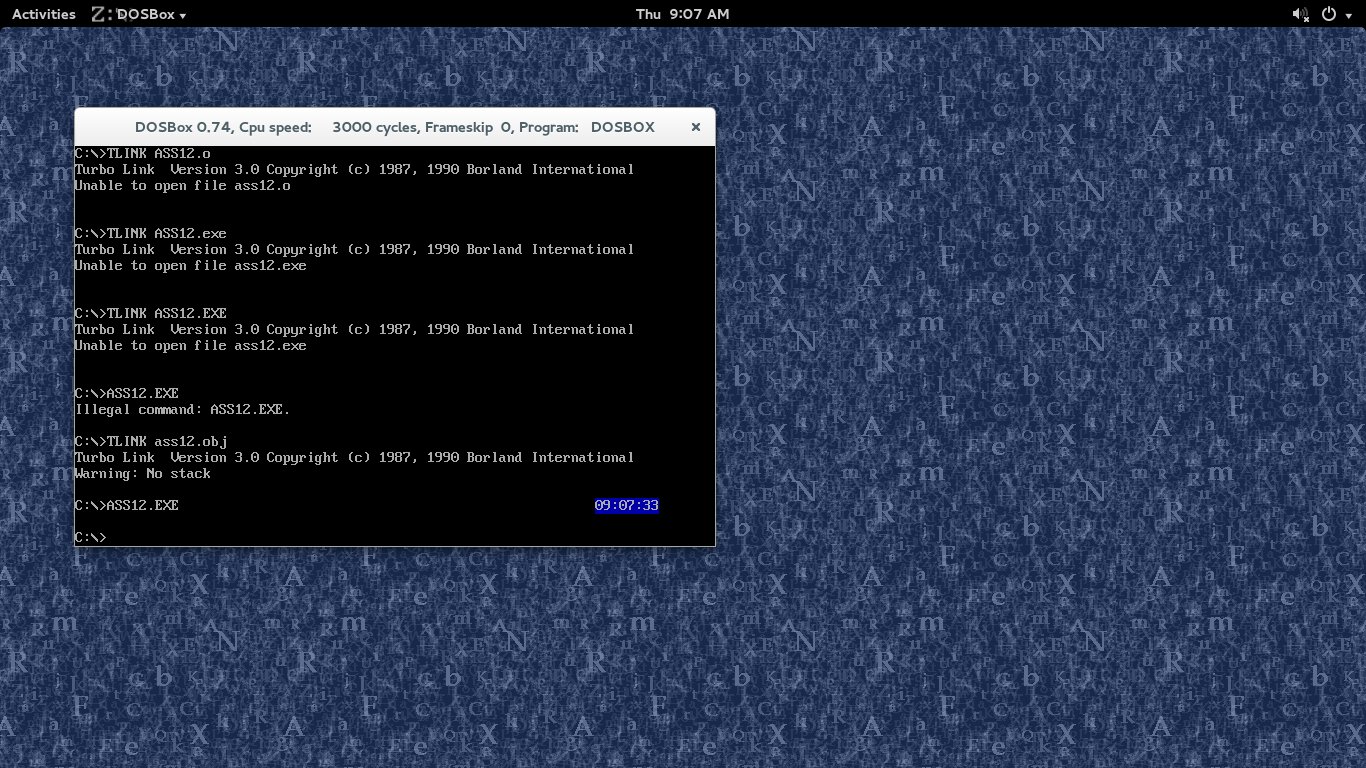 Activities Z: DOSBox Thu 9:07 AM
DOSBox 0.74, Cpu speed: 3000 cycles, Frameskip 0, Program: DOSBOX
C:\>TLINK ASS12.o
Turbo Link Version 3.0 Copyright (c) 1987, 1990 Borland International
Unable to open file ass12.o
C:\>TLINK ASS12.exe
Turbo Link Version 3.0 Copyright (c) 1987, 1990 Borland International
Unable to open file ass12.exe
C:\>TLINK ASS12.EXE
Turbo Link Version 3.0 Copyright (c) 1987, 1990 Borland International
Unable to open file ass12.exe
C:\>ASS12.EXE
Illegal command: ASS12.EXE.
C:\>TLINK ass12.obj
Turbo Link Version 3.0 Copyright (c) 1987, 1990 Borland International
Warning: No stack
C:\>ASS12.EXE 09:07:33
C:\>